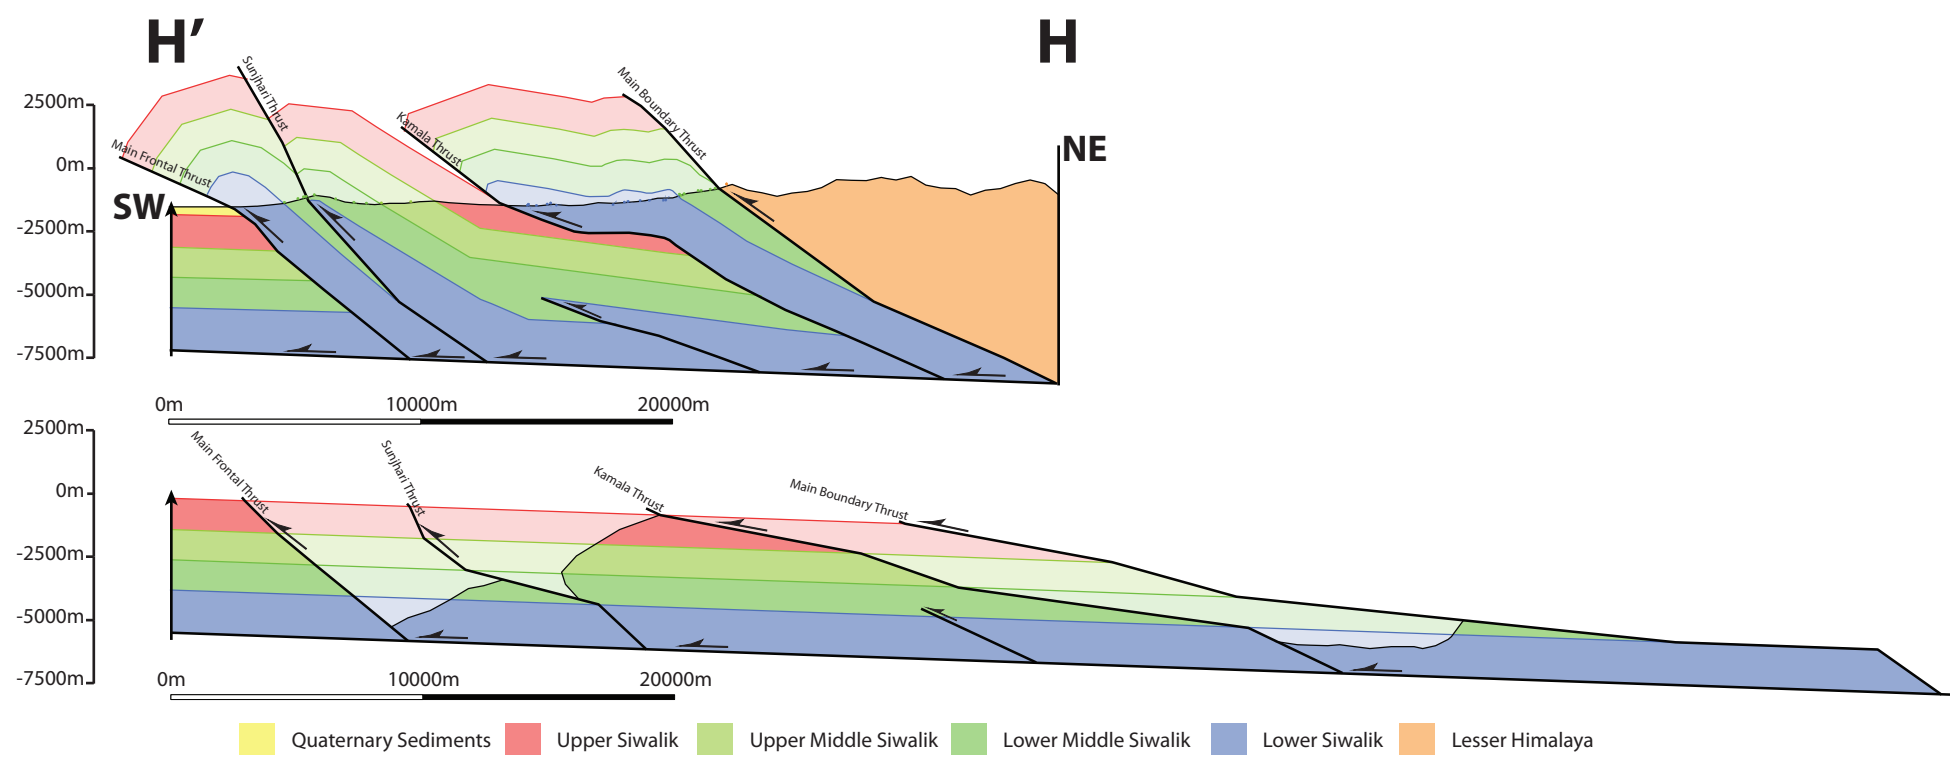 H′
H
Sunjhari Thrust
Main Boundary Thrust
2500m
Kamala Thrust
Main Frontal Thrust
NE
0m
SW
-2500m
-5000m
-7500m
0m 10000m 20000m
2500m
Main Frontal Thrust
Sunjhari Thrust
Kamala Thrust
Main Boundary Thrust
0m
-2500m
-5000m
-7500m
0m 10000m 20000m
Quaternary Sediments Upper Siwalik Upper Middle Siwalik Lower Middle Siwalik Lower Siwalik Lesser Himalaya